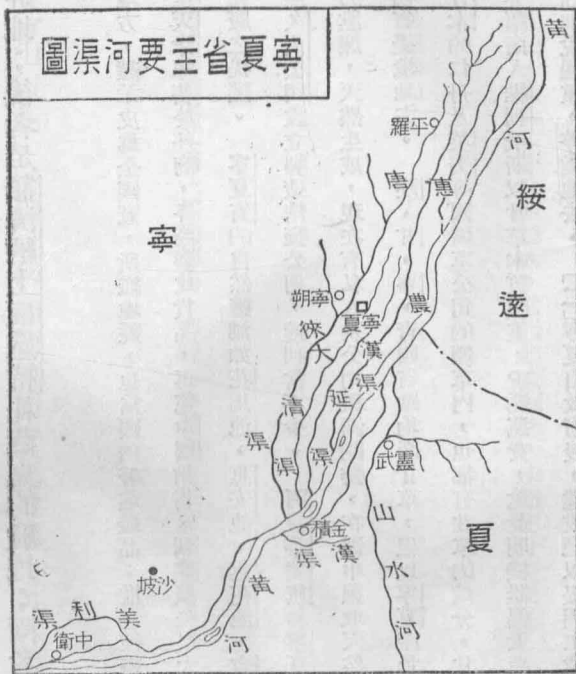 寧夏省主要河渠圖
黃河
綏遠
平羅
唐徠渠
惠農渠
寧夏
寧朔
寧夏
大清渠
漢延渠
靈武
山水河
金積
漢渠
黃河
沙坡
美利渠
中衛